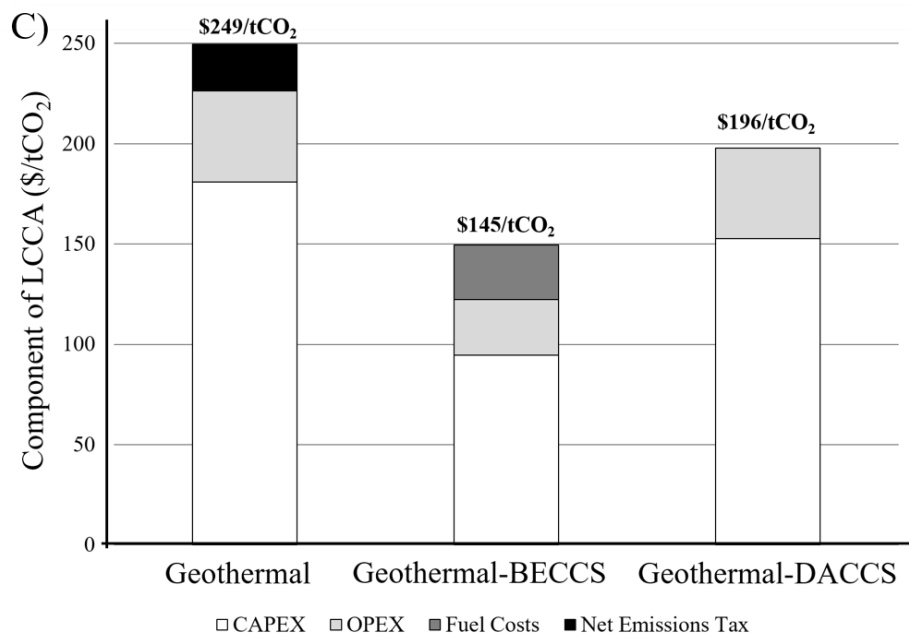 C)
$249/tCO₂
250
$196/tCO₂
200
$145/tCO₂
150
100
50
0
Component of LCCA ($/tCO₂)
Geothermal Geothermal-BECCS Geothermal-DACCS
CAPEX OPEX Fuel Costs Net Emissions Tax